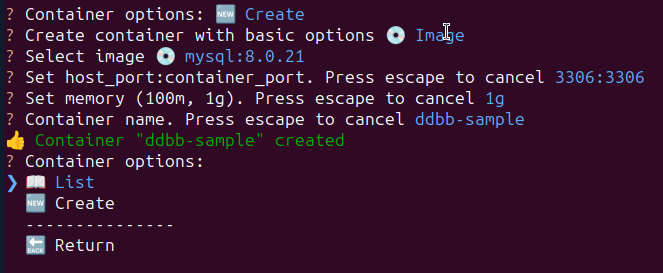 ? Container options: 🆕 Create
? Create container with basic options 💿 Image
? Select image 💿 mysql:8.0.21
? Set host_port:container_port. Press escape to cancel 3306:3306
? Set memory (100m, 1g). Press escape to cancel 1g
? Container name. Press escape to cancel ddbb-sample
👍 Container "ddbb-sample" created
? Container options:
❯ 📖 List
🆕 Create
---------------
🔙 Return